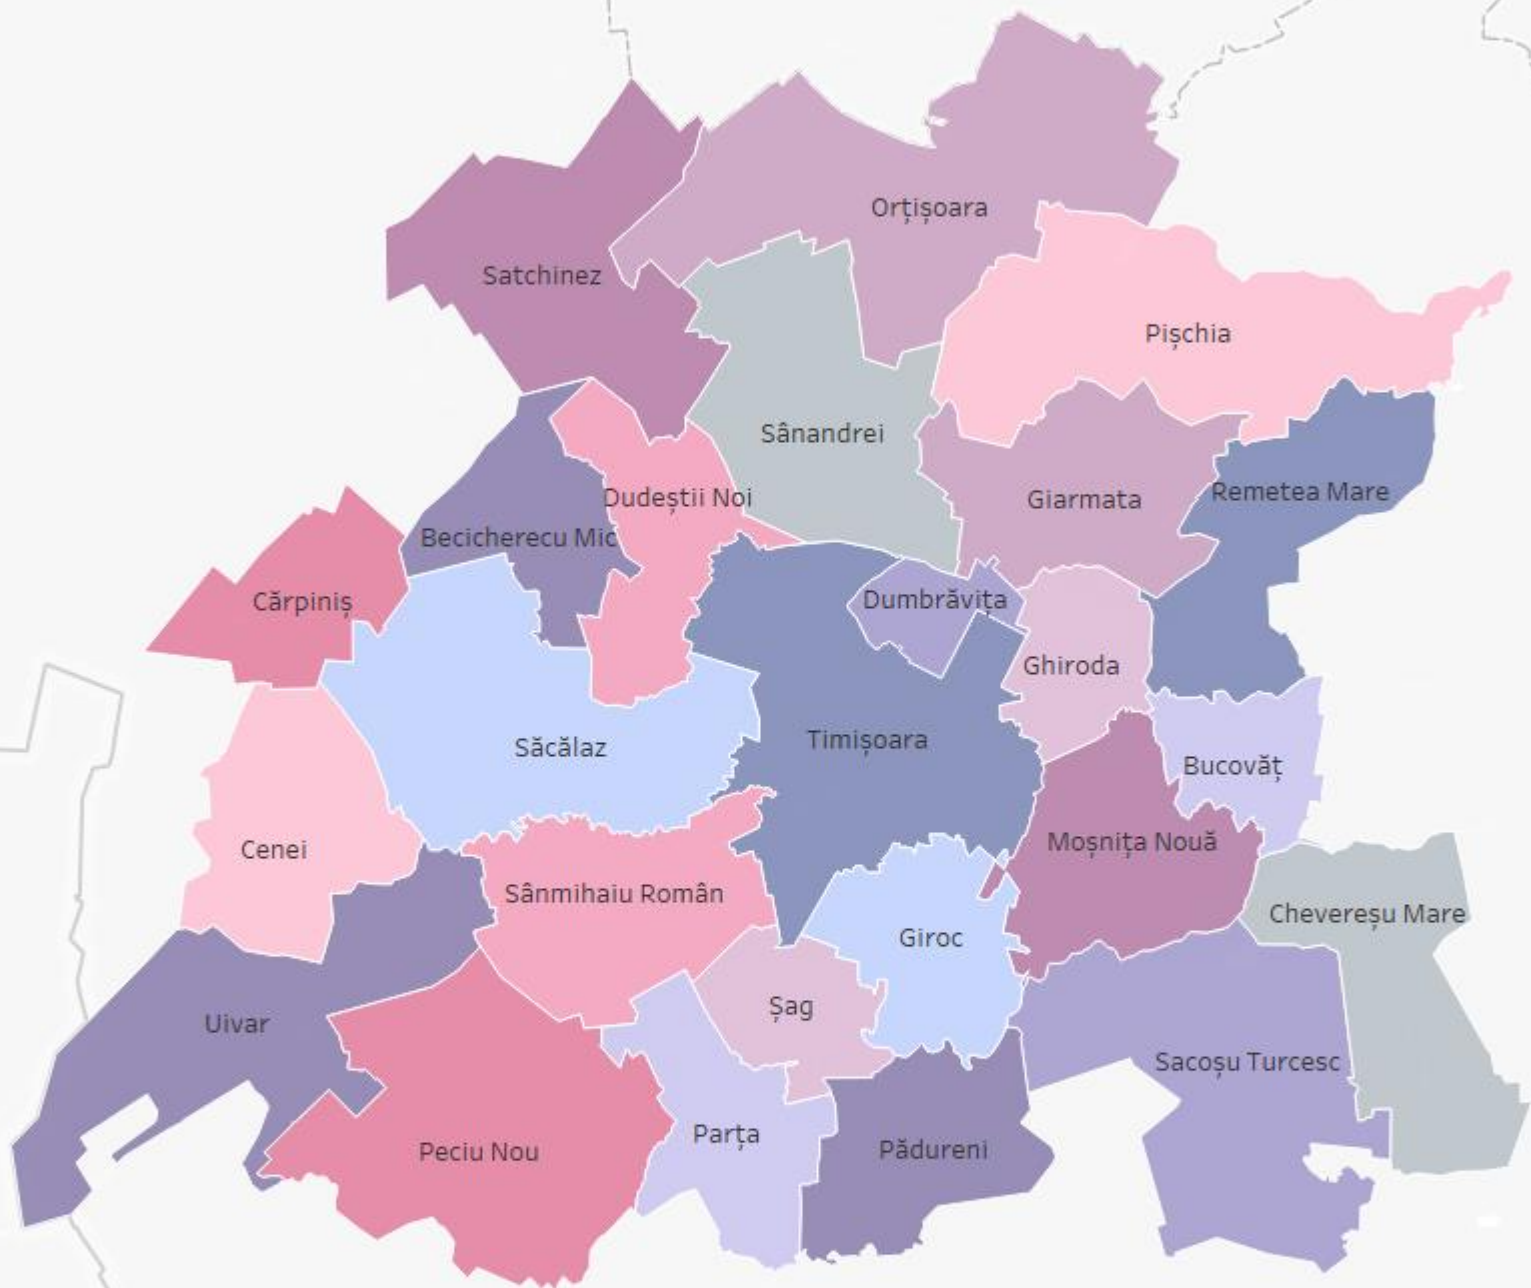 Orțișoara
Satchinez
Pișchia
Sânandrei
Dudeștii Noi
Giarmata
Remetea Mare
Becicherecu Mic
Cărpiniș
Dumbrăvița
Ghiroda
Săcălaz
Timișoara
Bucovăț
Cenei
Moșnița Nouă
Sânmihaiu Român
Giroc
Chevereșu Mare
Uivar
Șag
Sacoșu Turcesc
Peciu Nou
Parța
Pădureni